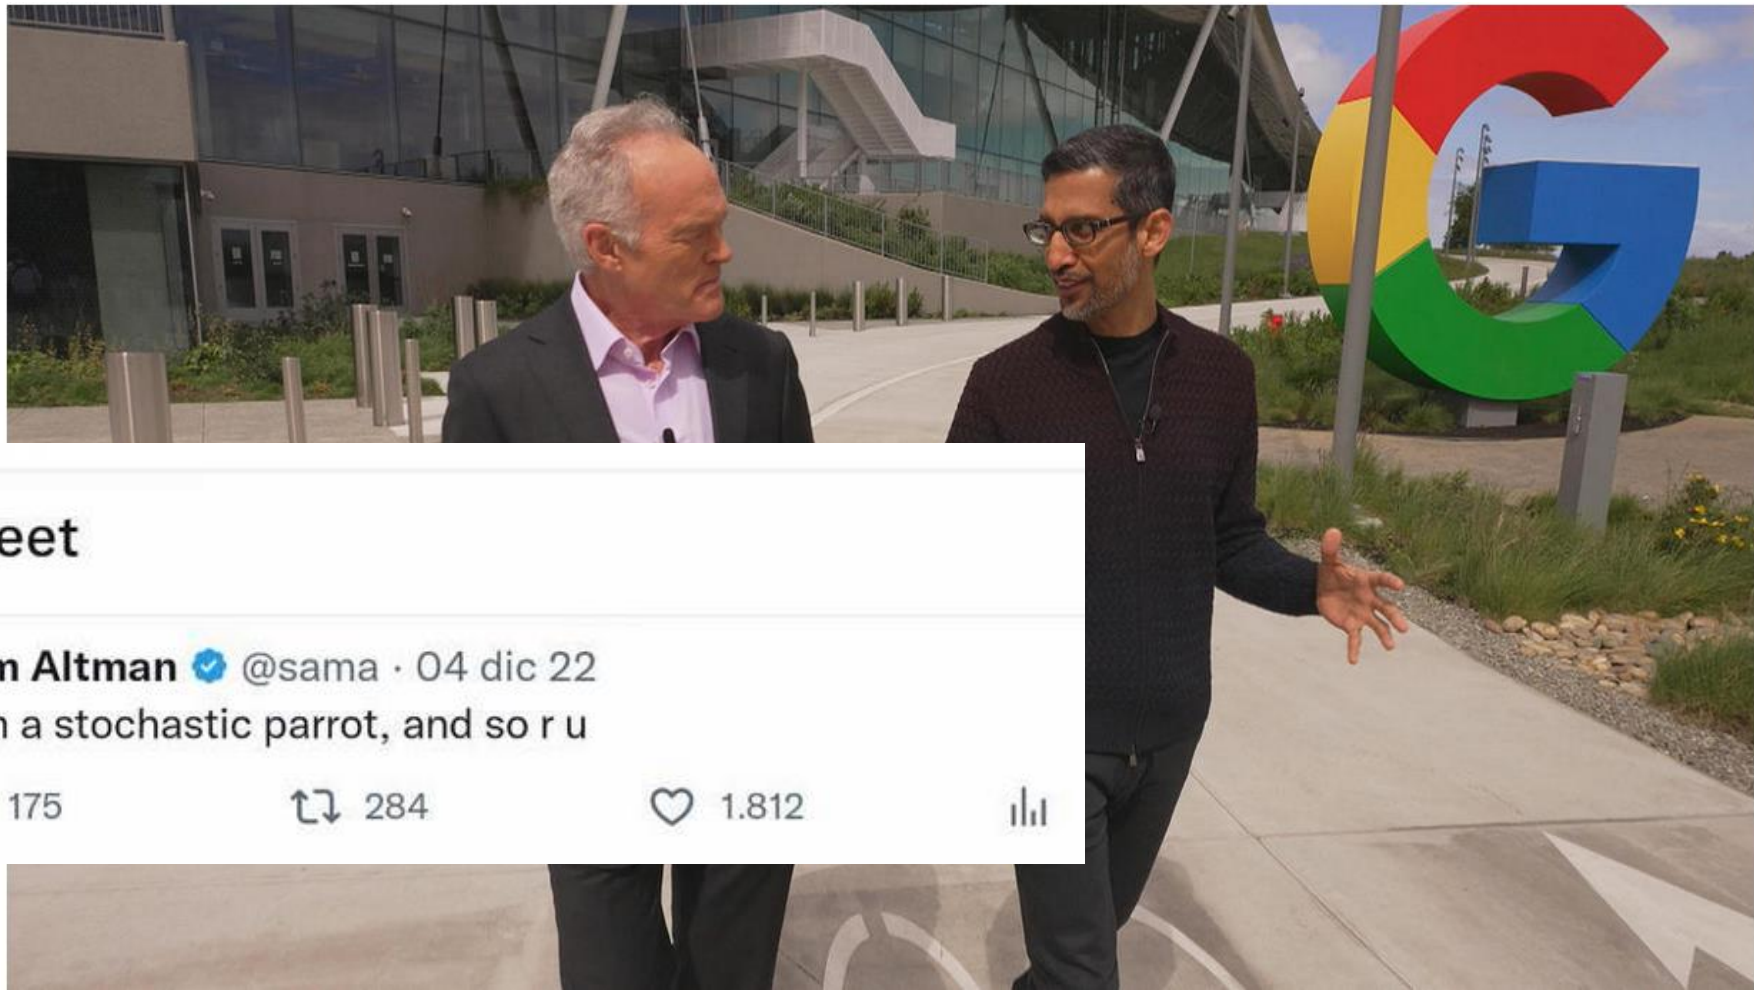 eet
m Altman @sama · 04 dic 22
a stochastic parrot, and so r u
175 284 1.812